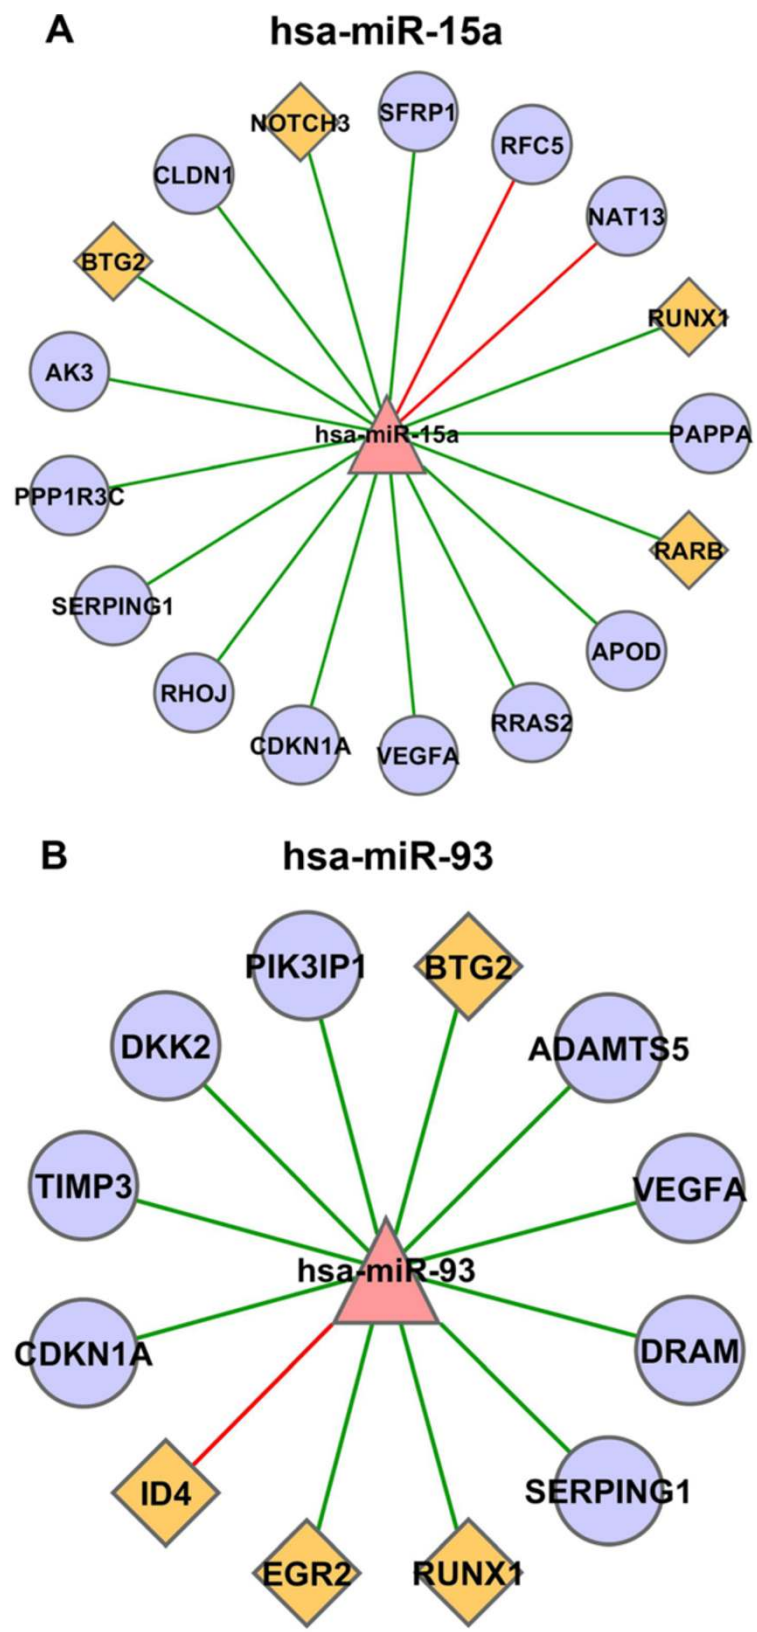 A
hsa-miR-15a
SFRP1
NOTCH3
RFC5
CLDN1
NAT13
BTG2
RUNX1
AK3
hsa-miR-15a
PAPPA
PPP1R3C
RARB
SERPING1
APOD
RHOJ
RRAS2
CDKN1A
VEGFA
B
hsa-miR-93
PIK3IP1
BTG2
DKK2
ADAMTS5
TIMP3
VEGFA
hsa-miR-93
CDKN1A
DRAM
ID4
SERPING1
EGR2
RUNX1